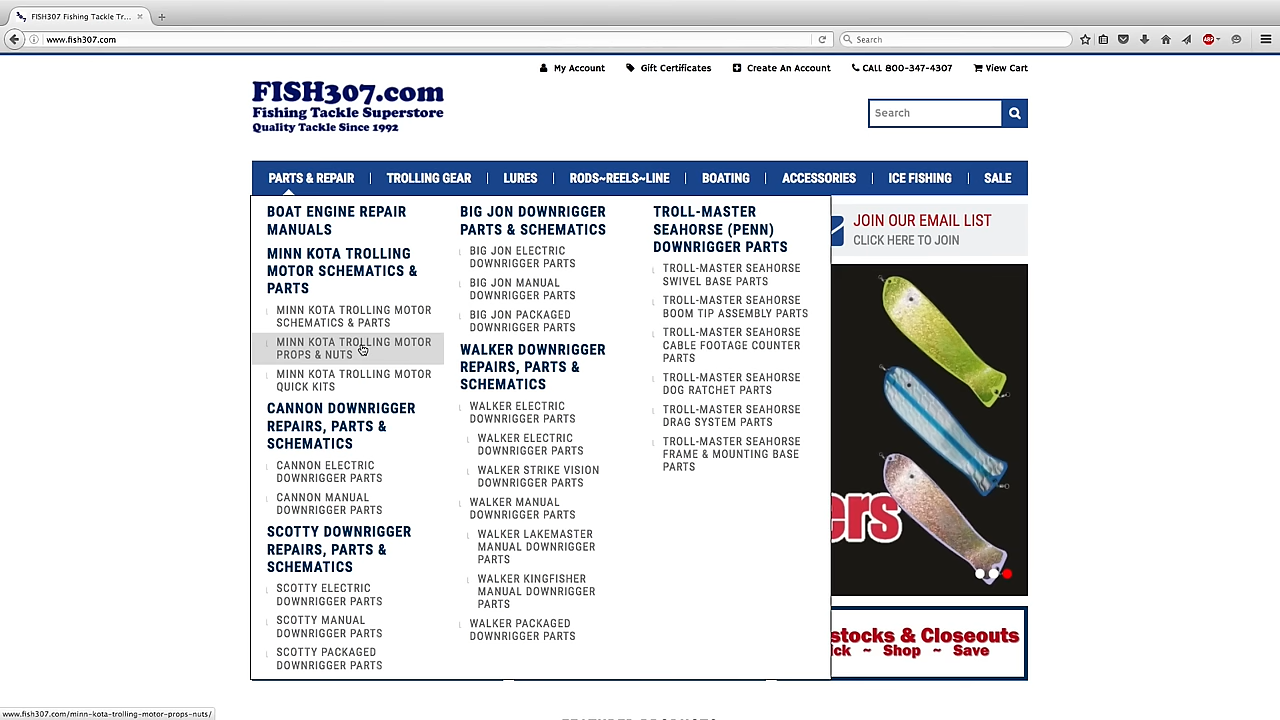 FISH307 Fishing Tackle Tr...
www.fish307.com
Search
My Account
Gift Certificates
Create An Account
CALL 800-347-4307
View Cart
FISH307.com
Fishing Tackle Superstore
Quality Tackle Since 1992
Search
PARTS & REPAIR
TROLLING GEAR
LURES
RODS~REELS~LINE
BOATING
ACCESSORIES
ICE FISHING
SALE
BOAT ENGINE REPAIR
MANUALS
MINN KOTA TROLLING
MOTOR SCHEMATICS &
PARTS
MINN KOTA TROLLING MOTOR
SCHEMATICS & PARTS
MINN KOTA TROLLING MOTOR
PROPS & NUTS
MINN KOTA TROLLING MOTOR
QUICK KITS
CANNON DOWNRIGGER
REPAIRS, PARTS &
SCHEMATICS
CANNON ELECTRIC
DOWNRIGGER PARTS
CANNON MANUAL
DOWNRIGGER PARTS
SCOTTY DOWNRIGGER
REPAIRS, PARTS &
SCHEMATICS
SCOTTY ELECTRIC
DOWNRIGGER PARTS
SCOTTY MANUAL
DOWNRIGGER PARTS
SCOTTY PACKAGED
DOWNRIGGER PARTS
BIG JON DOWNRIGGER
PARTS & SCHEMATICS
BIG JON ELECTRIC
DOWNRIGGER PARTS
BIG JON MANUAL
DOWNRIGGER PARTS
BIG JON PACKAGED
DOWNRIGGER PARTS
WALKER DOWNRIGGER
REPAIRS, PARTS &
SCHEMATICS
WALKER ELECTRIC
DOWNRIGGER PARTS
WALKER ELECTRIC
DOWNRIGGER PARTS
WALKER STRIKE VISION
DOWNRIGGER PARTS
WALKER MANUAL
DOWNRIGGER PARTS
WALKER LAKEMASTER
MANUAL DOWNRIGGER
PARTS
WALKER KINGFISHER
MANUAL DOWNRIGGER
PARTS
WALKER PACKAGED
DOWNRIGGER PARTS
TROLL-MASTER
SEAHORSE (PENN)
DOWNRIGGER PARTS
TROLL-MASTER SEAHORSE
SWIVEL BASE PARTS
TROLL-MASTER SEAHORSE
BOOM TIP ASSEMBLY PARTS
TROLL-MASTER SEAHORSE
CABLE FOOTAGE COUNTER
PARTS
TROLL-MASTER SEAHORSE
DOG RATCHET PARTS
TROLL-MASTER SEAHORSE
DRAG SYSTEM PARTS
TROLL-MASTER SEAHORSE
FRAME & MOUNTING BASE
PARTS
JOIN OUR EMAIL LIST
CLICK HERE TO JOIN
ers
stocks & Closeouts
ick ~ Shop ~ Save
www.fish307.com/minn-kota-trolling-motor-props-nuts/